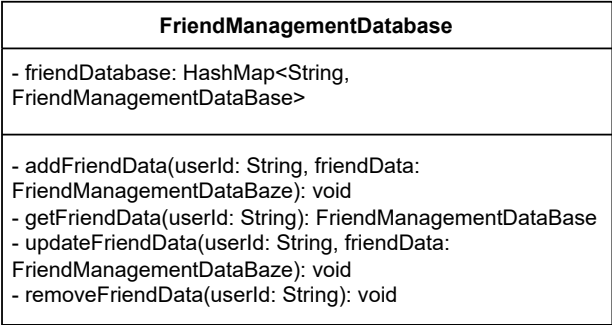 FriendManagementDatabase
- friendDatabase: HashMap<String,
FriendManagementDataBase>
- addFriendData(userId: String, friendData:
FriendManagementDataBaze): void
- getFriendData(userId: String): FriendManagementDataBase
- updateFriendData(userId: String, friendData:
FriendManagementDataBaze): void
- removeFriendData(userId: String): void